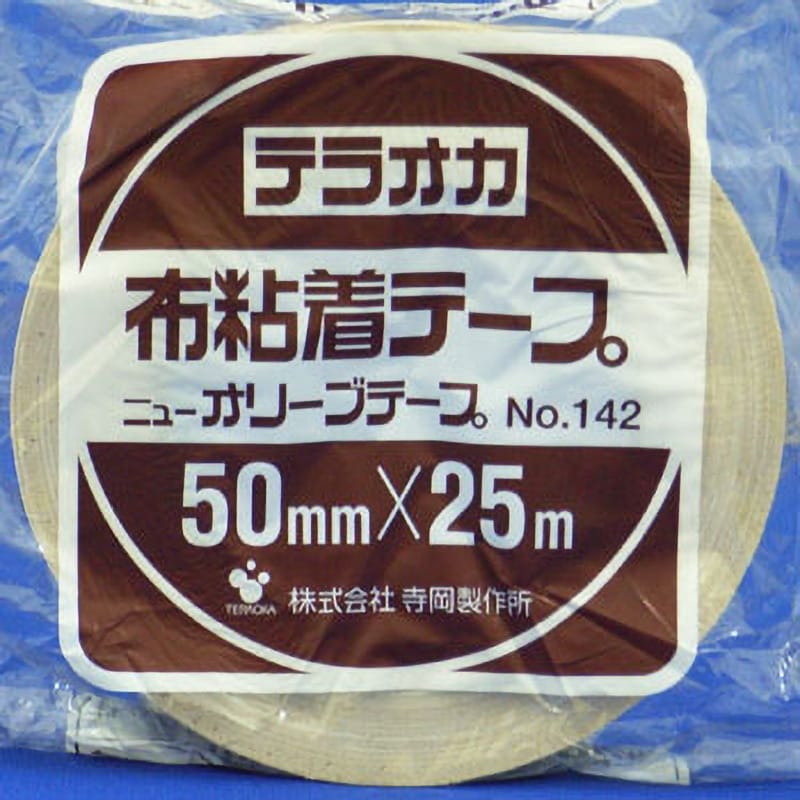 テラオカ
布粘着テープ。
ニューオリーブテープ。 No.142
50mm×25m
TERAOKA 株式会社 寺岡製作所